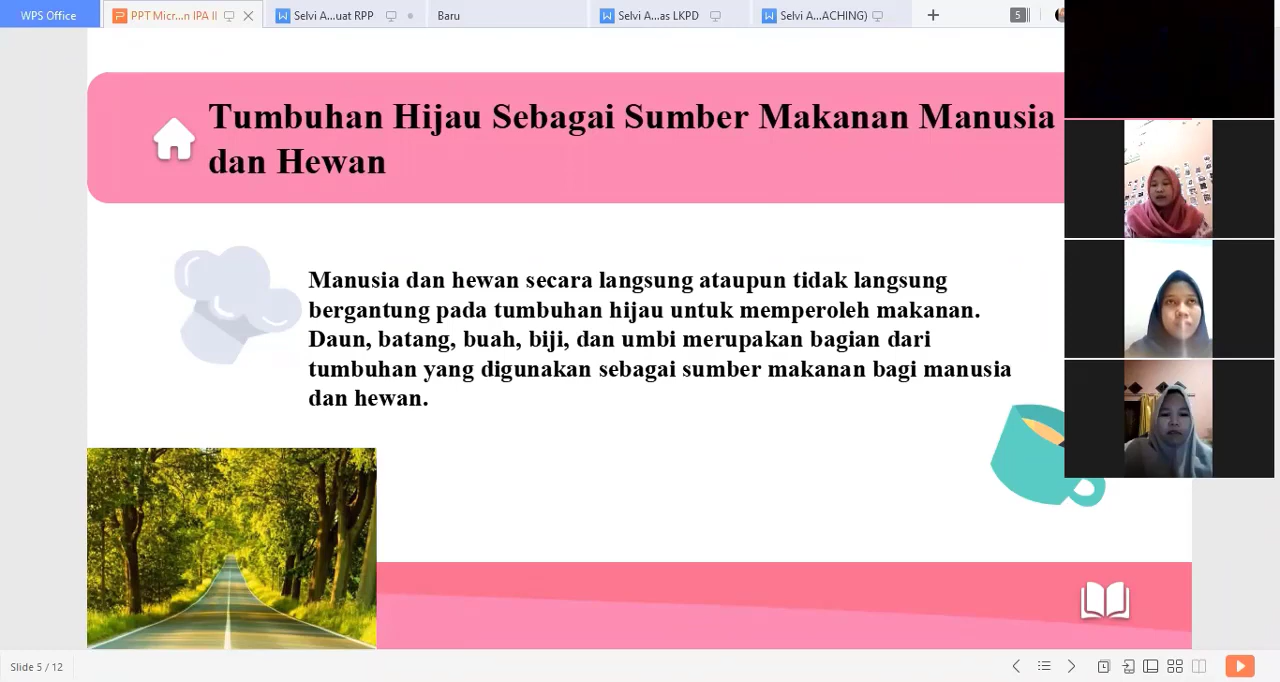 WPS Office
PPT Micr...n IPA II
Selvi A...uat RPP
Baru
Selvi A...as LKPD
Selvi A...ACHING)
5
Tumbuhan Hijau Sebagai Sumber Makanan Manusia
dan Hewan
Manusia dan hewan secara langsung ataupun tidak langsung
bergantung pada tumbuhan hijau untuk memperoleh makanan.
Daun, batang, buah, biji, dan umbi merupakan bagian dari
tumbuhan yang digunakan sebagai sumber makanan bagi manusia
dan hewan.
Slide 5 / 12